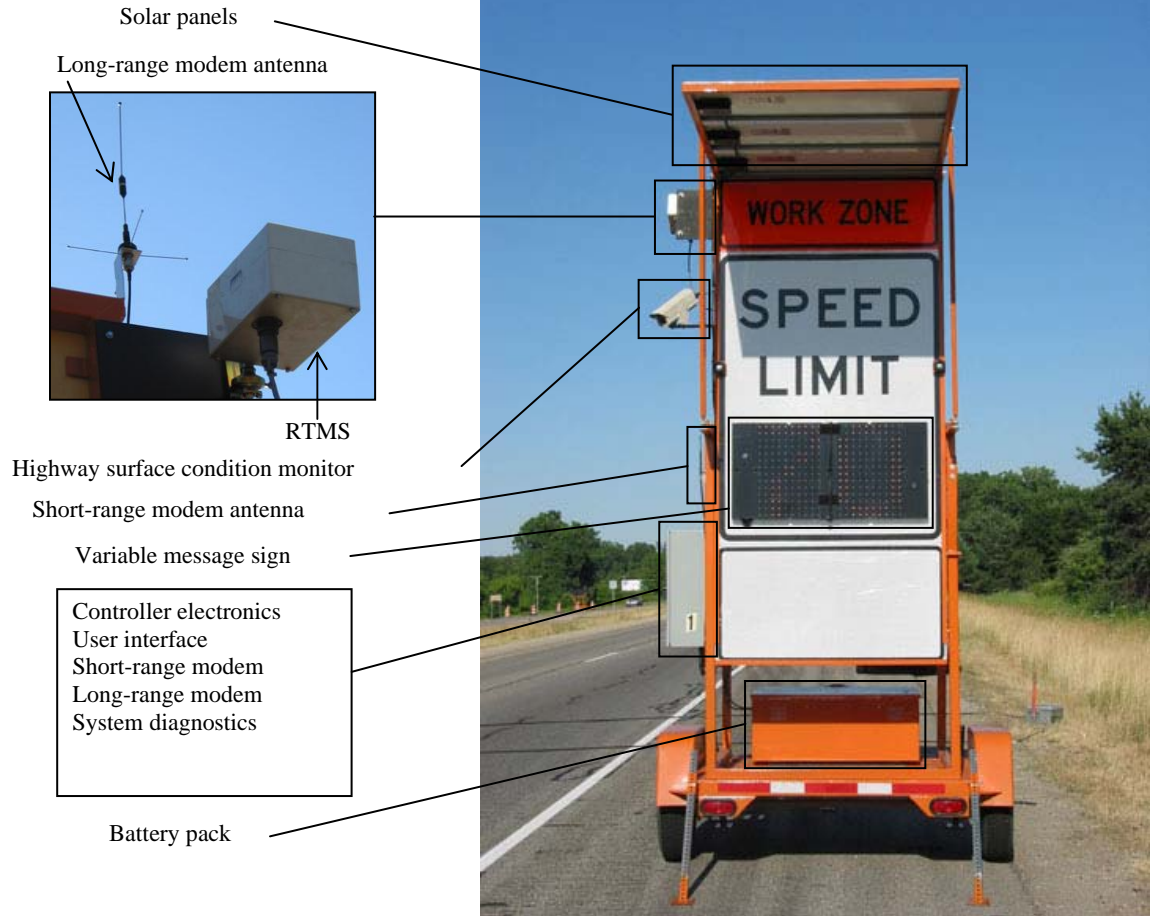 Solar panels
Long-range modem antenna
RTMS
Highway surface condition monitor
Short-range modem antenna
Variable message sign
Controller electronics
User interface
Short-range modem
Long-range modem
System diagnostics
Battery pack
WORK ZONE
SPEED
LIMIT
1